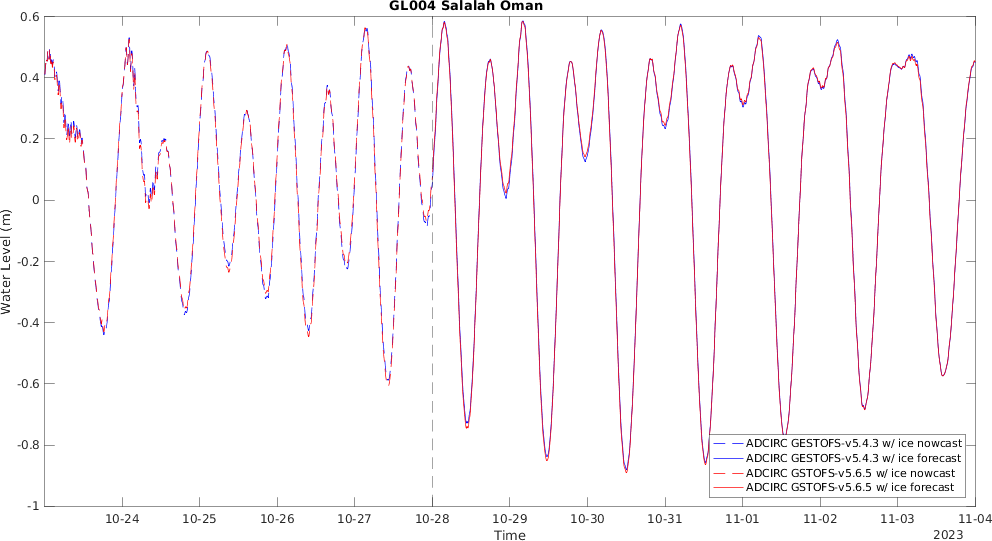 GL004 Salalah Oman
Water Level (m)
0.6
0.4
0.2
0
-0.2
-0.4
-0.6
-0.8
-1
ADCIRC GESTOFS-v5.4.3 w/ ice nowcast
ADCIRC GESTOFS-v5.4.3 w/ ice forecast
ADCIRC GSTOFS-v5.6.5 w/ ice nowcast
ADCIRC GSTOFS-v5.6.5 w/ ice forecast
10-24 10-25 10-26 10-27 10-28 10-29 10-30 10-31 11-01 11-02 11-03 11-04
Time
2023